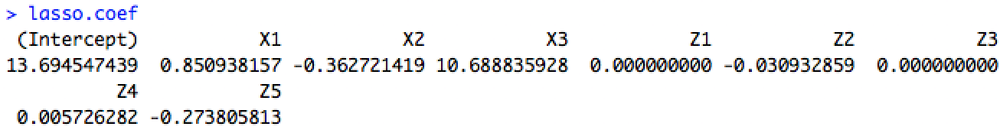 > lasso.coef
(Intercept) X1 X2 X3 Z1 Z2 Z3
13.694547439 0.850938157 -0.362721419 10.688835928 0.000000000 -0.030932859 0.000000000
Z4 Z5
0.005726282 -0.273805813